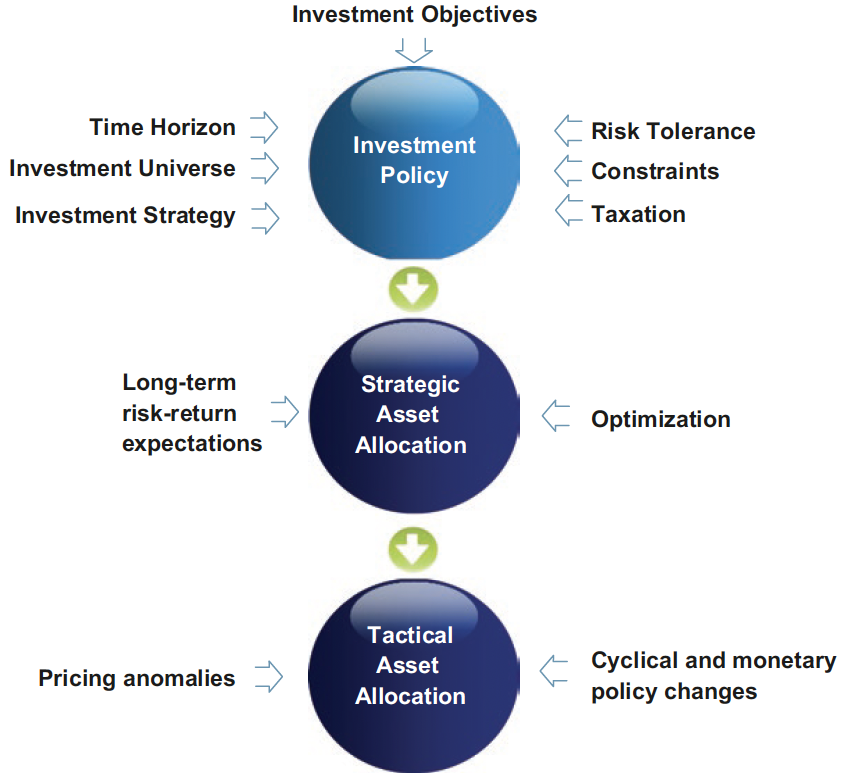 Investment Objectives
Time Horizon
Investment Universe
Investment Strategy
Investment
Policy
Risk Tolerance
Constraints
Taxation
Long-term
risk-return
expectations
Strategic
Asset
Allocation
Optimization
Pricing anomalies
Tactical
Asset
Allocation
Cyclical and monetary
policy changes